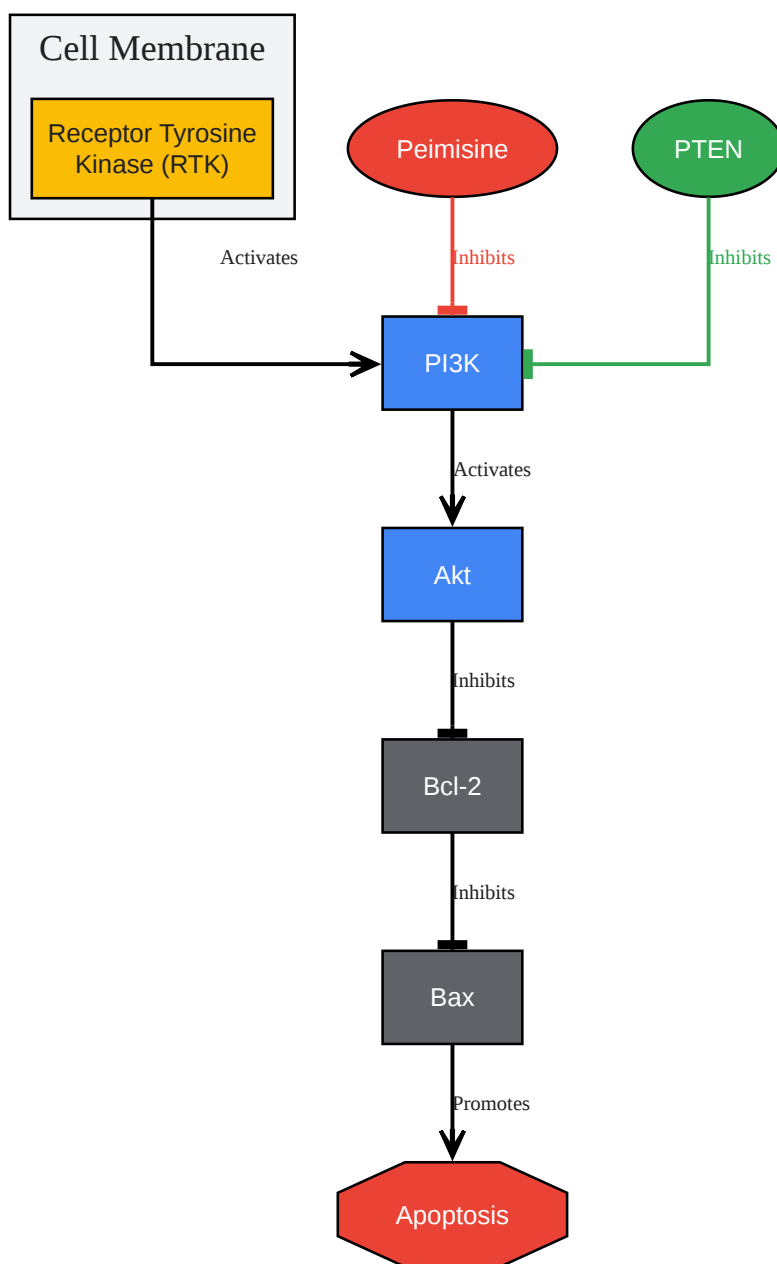 Cell Membrane
Receptor Tyrosine
Kinase (RTK)
Peimisine
PTEN
Activates
Inhibits
Inhibits
PI3K
Activates
Akt
Inhibits
Bcl-2
Inhibits
Bax
Promotes
Apoptosis